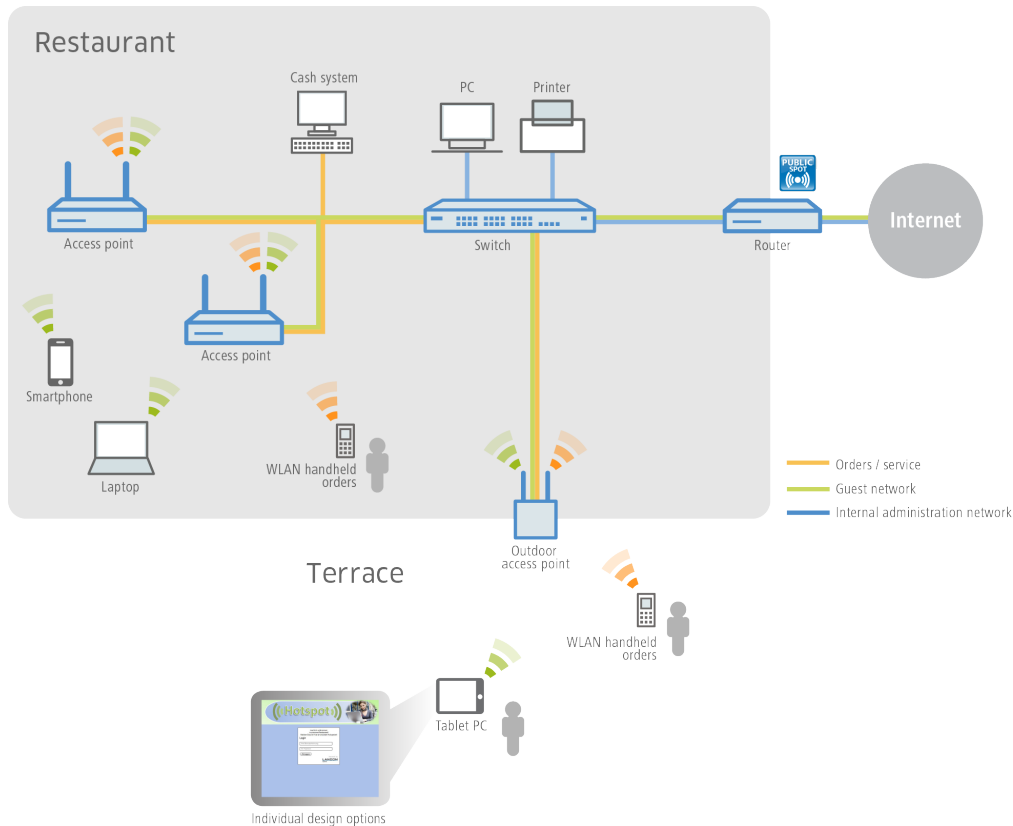 Restaurant
Cash system
PC
Printer
PUBLIC
SPOT
Access point
Switch
Router
Internet
Access point
Smartphone
Laptop
WLAN handheld
orders
Orders / service
Guest network
Internal administration network
Outdoor
access point
Terrace
WLAN handheld
orders
Tablet PC
Hotspot
Login
Individual design options